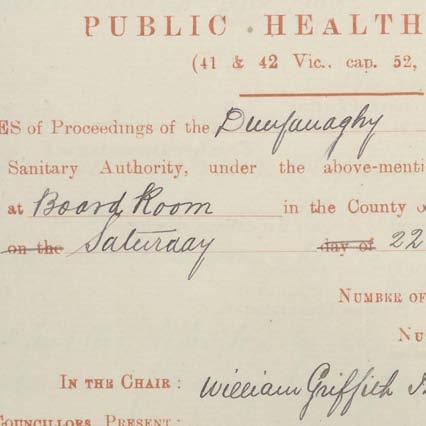 PUBLIC HEALTH
(41 & 42 Vic., cap. 52,
ES of Proceedings of the Dunfanaghy
Sanitary Authority, under the above-menti
at Board Room in the County o
on the Saturday day of 22
NUMBER OF
NU
IN THE CHAIR : William Griffith
COUNCILLORS PRESENT :